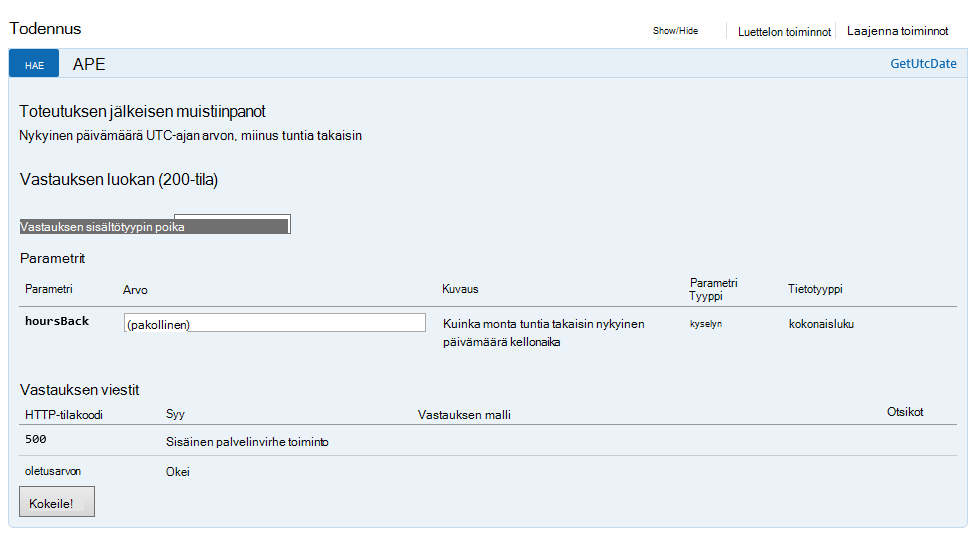 Todennus
Show/Hide
Luettelon toiminnot
Laajenna toiminnot
HAE
APE
GetUtcDate
Toteutuksen jälkeisen muistiinpanot
Nykyinen päivämäärä UTC-ajan arvon, miinus tuntia takaisin
Vastauksen luokan (200-tila)
Vastauksen sisältötyypin poika
Parametrit
Parametri
Arvo
Kuvaus
Parametri
Tyyppi
Tietotyyppi
hoursBack
(pakollinen)
Kuinka monta tuntia takaisin nykyinen
päivämäärä kellonaika
kyselyn
kokonaisluku
Vastauksen viestit
HTTP-tilakoodi
Syy
Vastauksen malli
Otsikot
500
Sisäinen palvelinvirhe toiminto
oletusarvon
Okei
Kokeile!